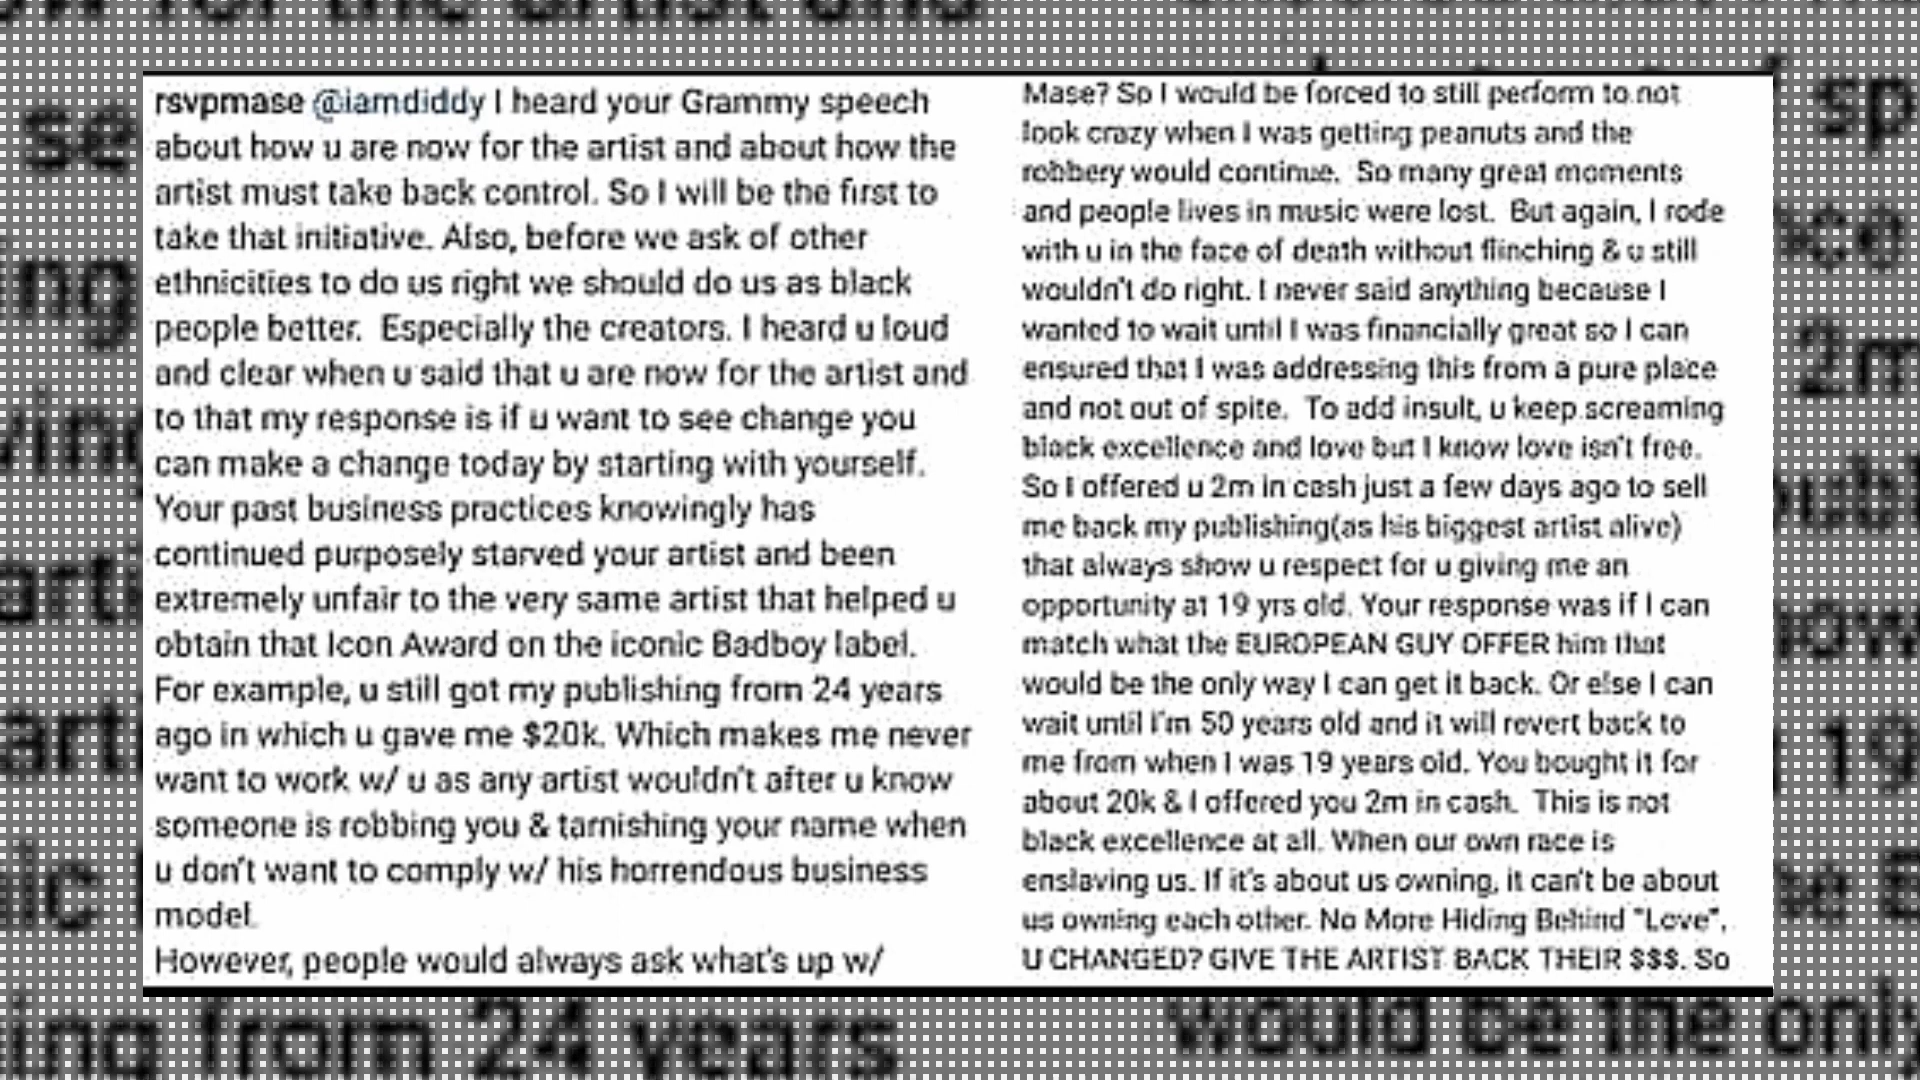 rsvpmase @iamdiddy I heard your Grammy speech
about how u are now for the artist and about how the
artist must take back control. So I will be the first to
take that initiative. Also, before we ask of other
ethnicities to do us right we should do us as black
people better. Especially the creators. I heard u loud
and clear when u said that u are now for the artist and
to that my response is if u want to see change you
can make a change today by starting with yourself.
Your past business practices knowingly has
continued purposely starved your artist and been
extremely unfair to the very same artist that helped u
obtain that Icon Award on the iconic Badboy label.
For example, u still got my publishing from 24 years
ago in which u gave me $20k. Which makes me never
want to work w/ u as any artist wouldn't after u know
someone is robbing you & tarnishing your name when
u don't want to comply w/ his horrendous business
model.
However, people would always ask what's up w/
Mase? So I would be forced to still perform to not
look crazy when I was getting peanuts and the
robbery would continue. So many great moments
and people lives in music were lost. But again, I rode
with u in the face of death without flinching & u still
wouldn't do right. I never said anything because I
wanted to wait until I was financially great so I can
ensured that I was addressing this from a pure place
and not out of spite. To add insult, u keep screaming
black excellence and love but I know love isn't free.
So I offered u 2m in cash just a few days ago to sell
me back my publishing(as his biggest artist alive)
that always show u respect for u giving me an
opportunity at 19 yrs old. Your response was if I can
match what the EUROPEAN GUY OFFER him that
would be the only way I can get it back. Or else I can
wait until I'm 50 years old and it will revert back to
me from when I was 19 years old. You bought it for
about 20k & I offered you 2m in cash. This is not
black excellence at all. When our own race is
enslaving us. If it's about us owning, it can't be about
us owning each other. No More Hiding Behind "Love".
U CHANGED? GIVE THE ARTIST BACK THEIR $$$. So